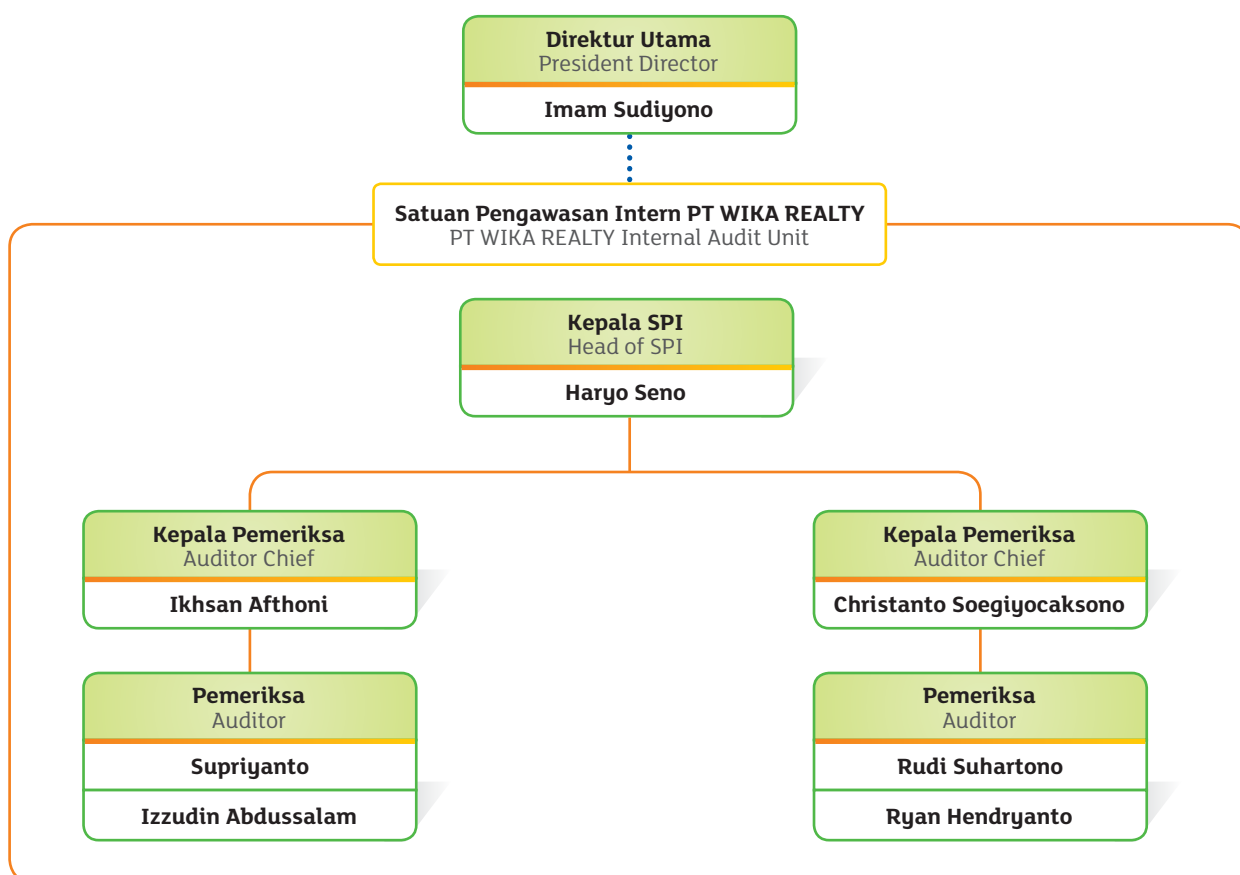 Direktur Utama
President Director
Imam Sudiyono
Satuan Pengawasan Intern PT WIKA REALTY
PT WIKA REALTY Internal Audit Unit
Kepala SPI
Head of SPI
Haryo Seno
Kepala Pemeriksa
Auditor Chief
Ikhsan Afthoni
Kepala Pemeriksa
Auditor Chief
Christanto Soegiyocaksono
Pemeriksa
Auditor
Supriyanto
Izzudin Abdussalam
Pemeriksa
Auditor
Rudi Suhartono
Ryan Hendryanto